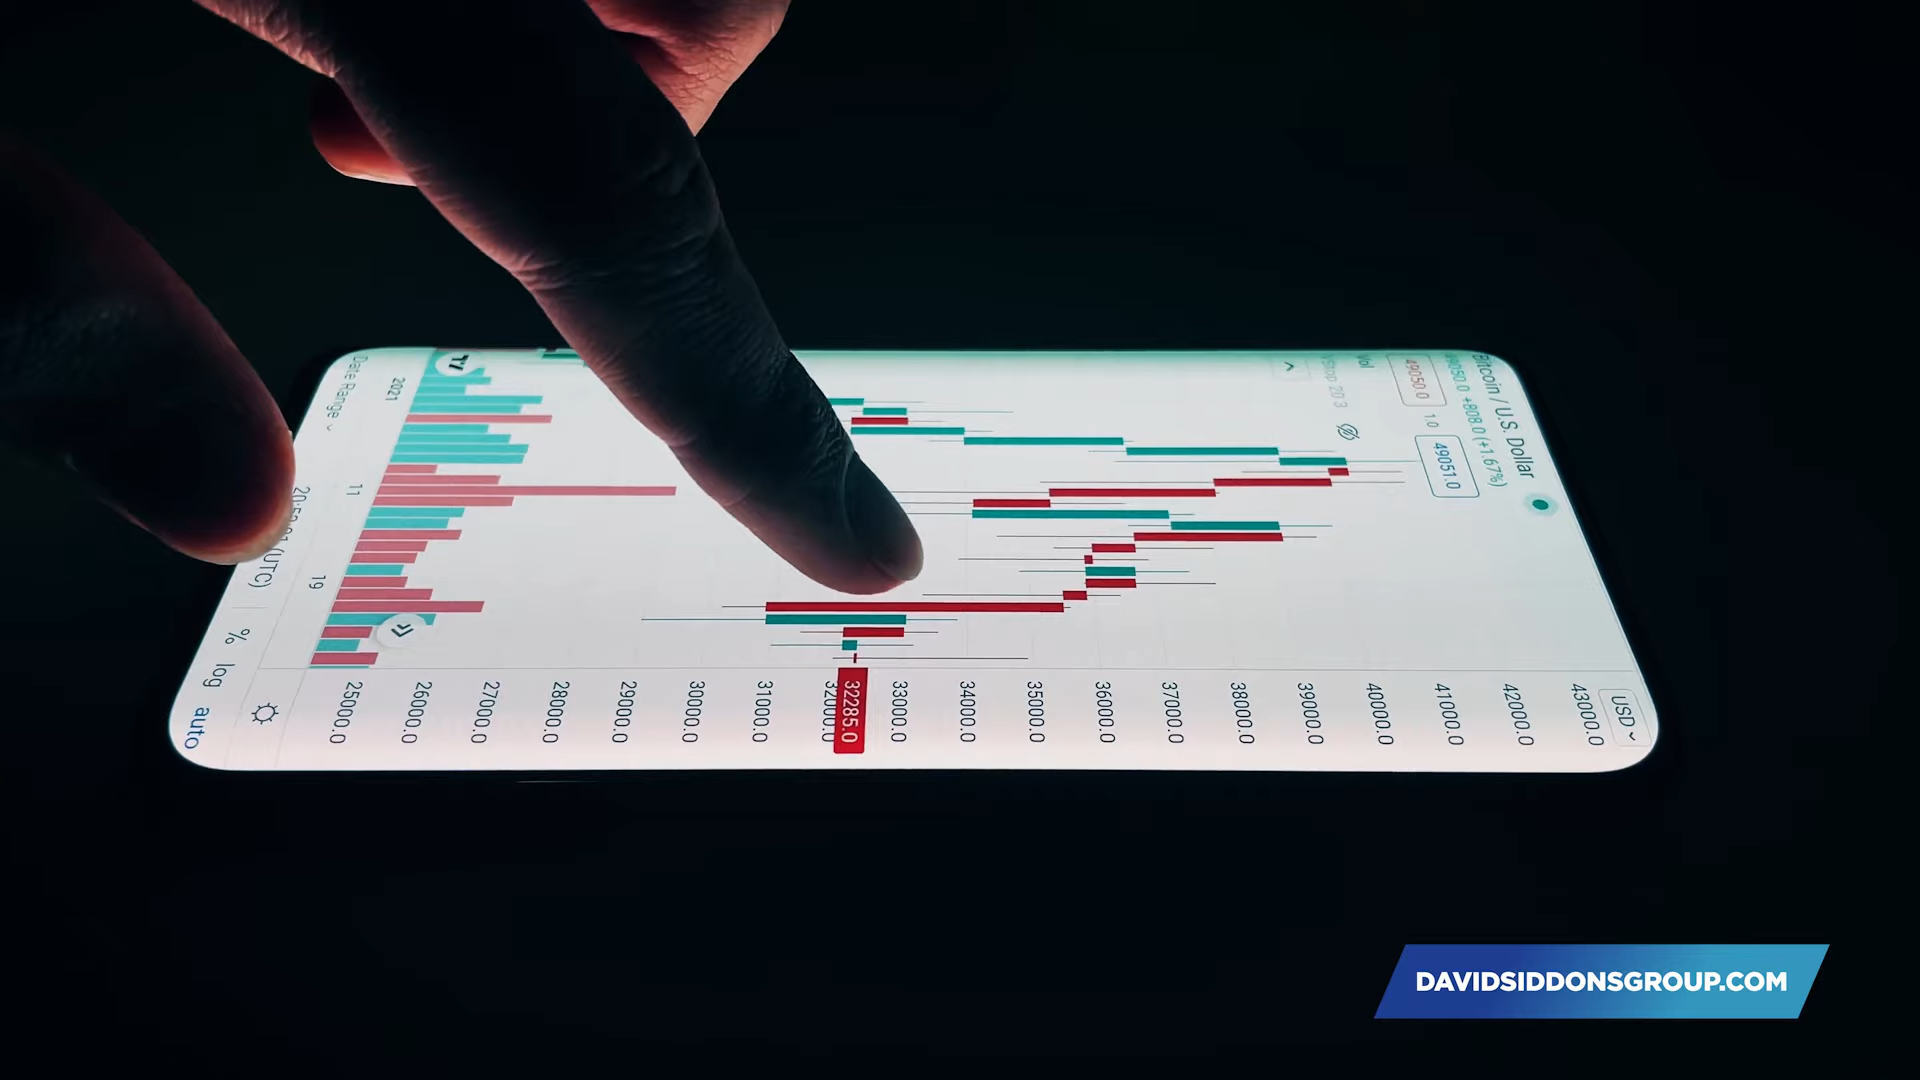 Bitcoin / U.S. Dollar
49050.0 +808.0 (+1.67%)
49050.0
1.0
49051.0
Vol
VStop 20 3
USD
43000.0
42000.0
41000.0
40000.0
39000.0
38000.0
37000.0
36000.0
35000.0
34000.0
33000.0
32285.0
31000.0
30000.0
29000.0
28000.0
27000.0
26000.0
25000.0
2021
11
19
Date Range
(UTC)
%
log
auto
DAVIDSIDDONSGROUP.COM